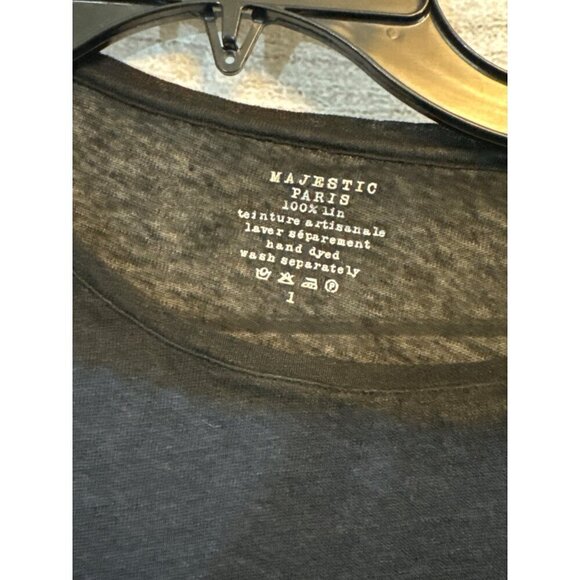 MAJESTIC
PARIS
100% lin
teinture artisanale
laver séparement
hand dyed
wash separately
P
1